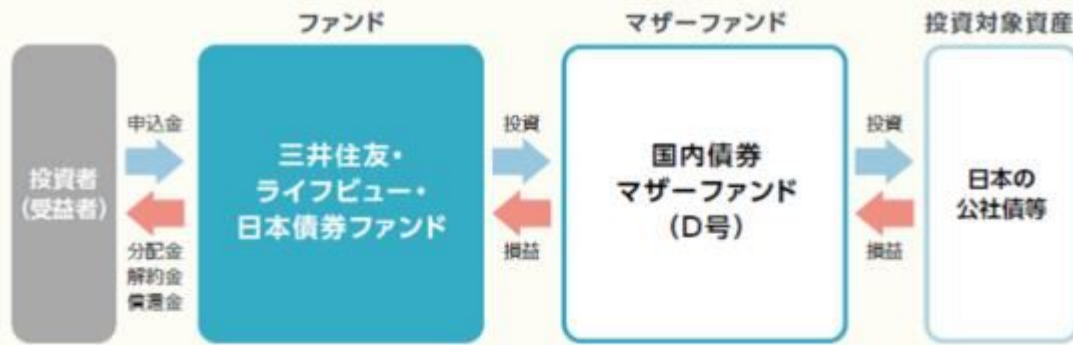 ファンド
マザーファンド
投資対象資産
投資者
(受益者)
申込金
分配金
解約金
償還金
三井住友・
ライフビュー・
日本債券ファンド
投資
損益
国内債券
マザーファンド
(D号)
投資
損益
日本の
公社債等